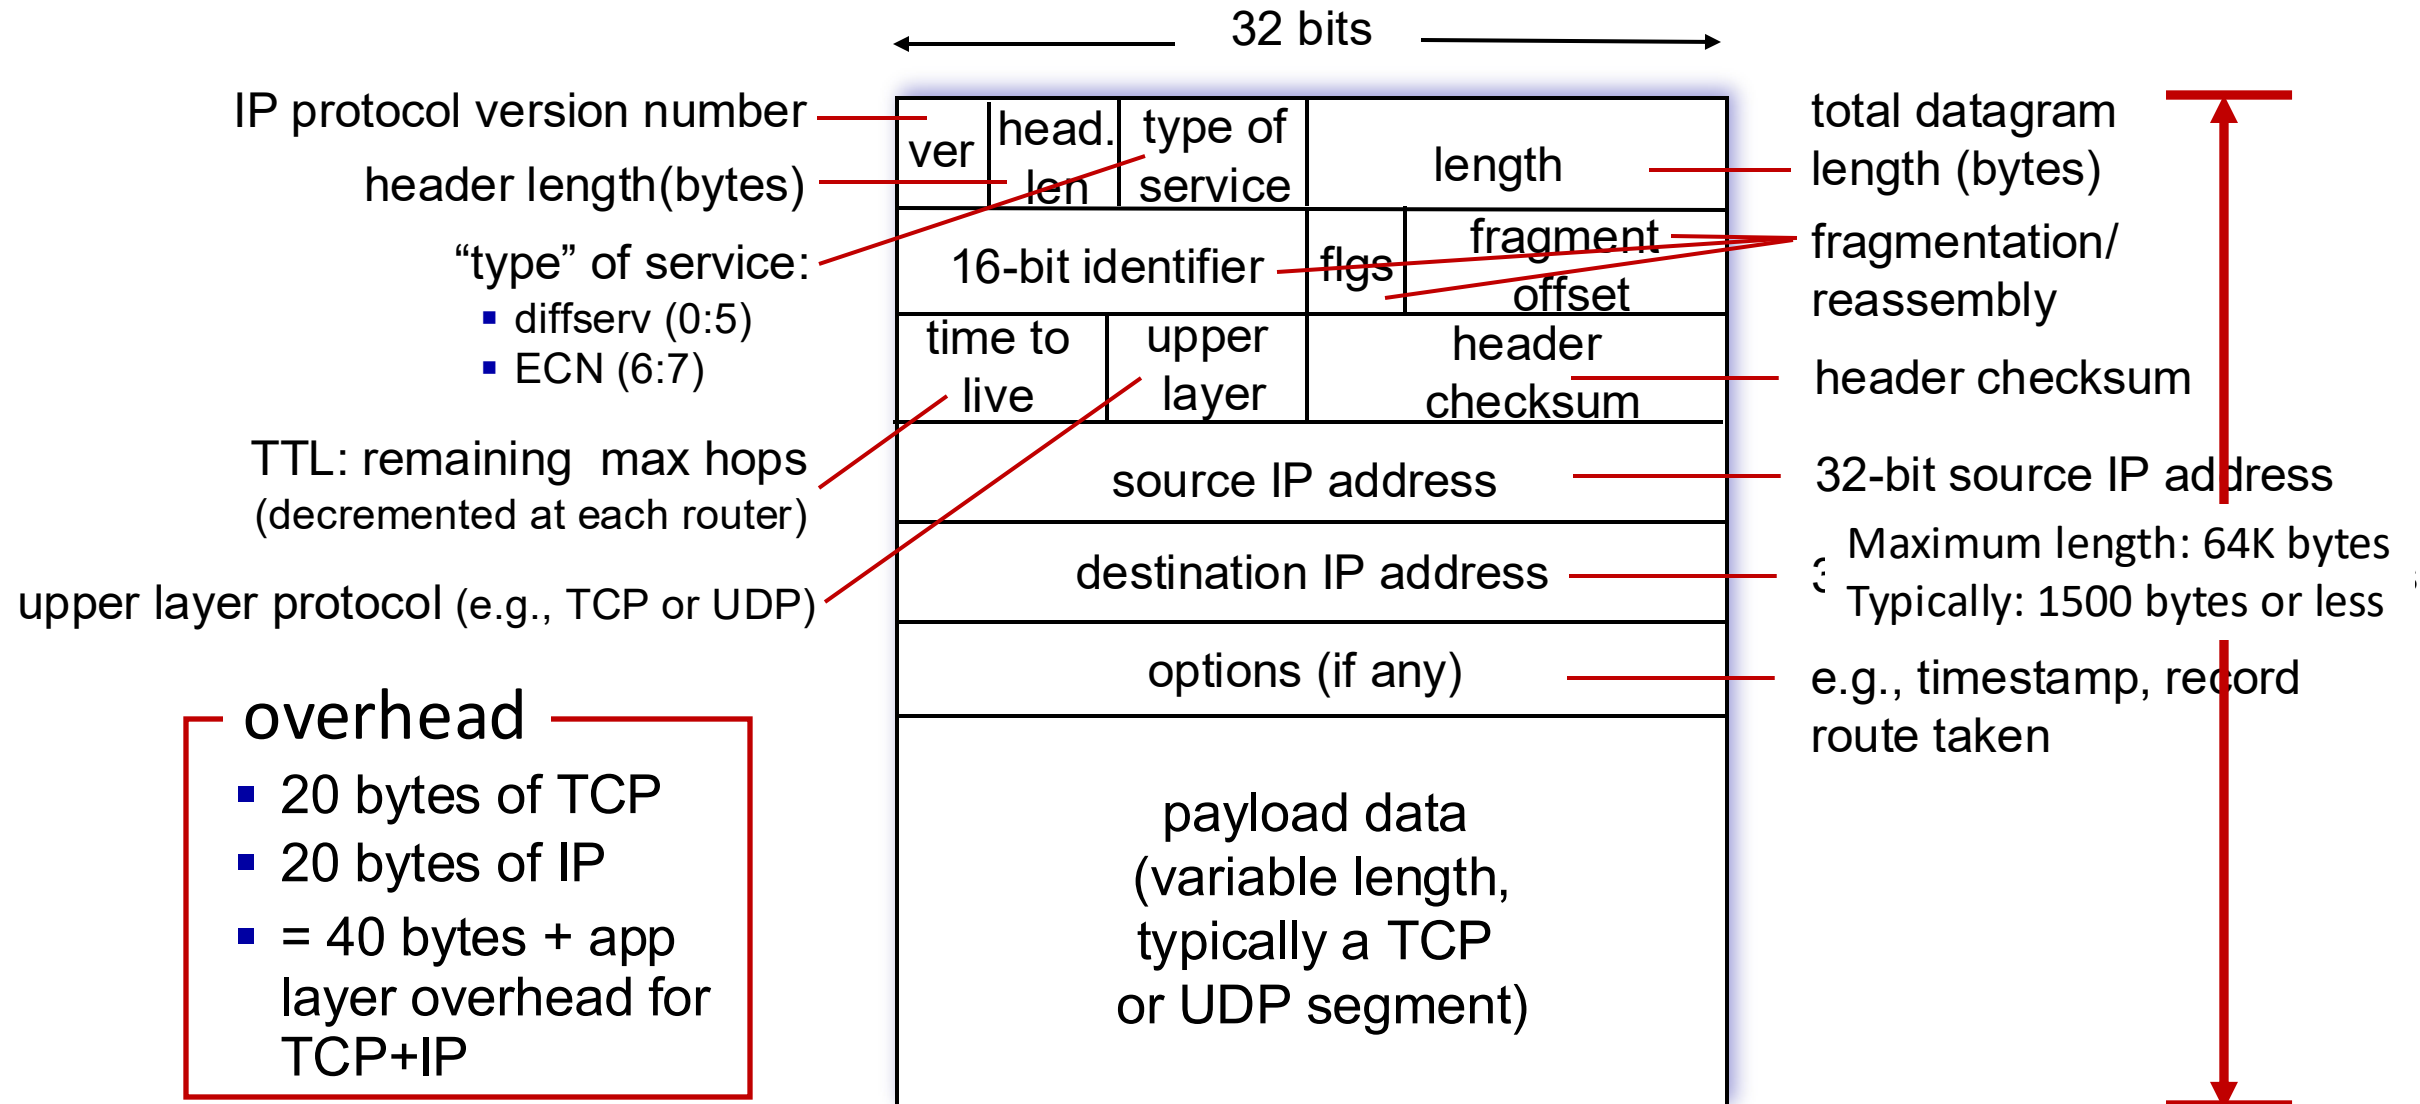 32 bits
IP protocol version number
header length(bytes)
“type” of service:
▪ diffserv (0:5)
▪ ECN (6:7)
TTL: remaining max hops
(decremented at each router)
upper layer protocol (e.g., TCP or UDP)
overhead
▪ 20 bytes of TCP
▪ 20 bytes of IP
▪ = 40 bytes + app
layer overhead for
TCP+IP
ver
head.
len
type of
service
length
16-bit identifier
flgs
fragment
offset
time to
live
upper
layer
header
checksum
source IP address
destination IP address
options (if any)
payload data
(variable length,
typically a TCP
or UDP segment)
total datagram
length (bytes)
fragmentation/
reassembly
header checksum
32-bit source IP address
Maximum length: 64K bytes
Typically: 1500 bytes or less
e.g., timestamp, record
route taken